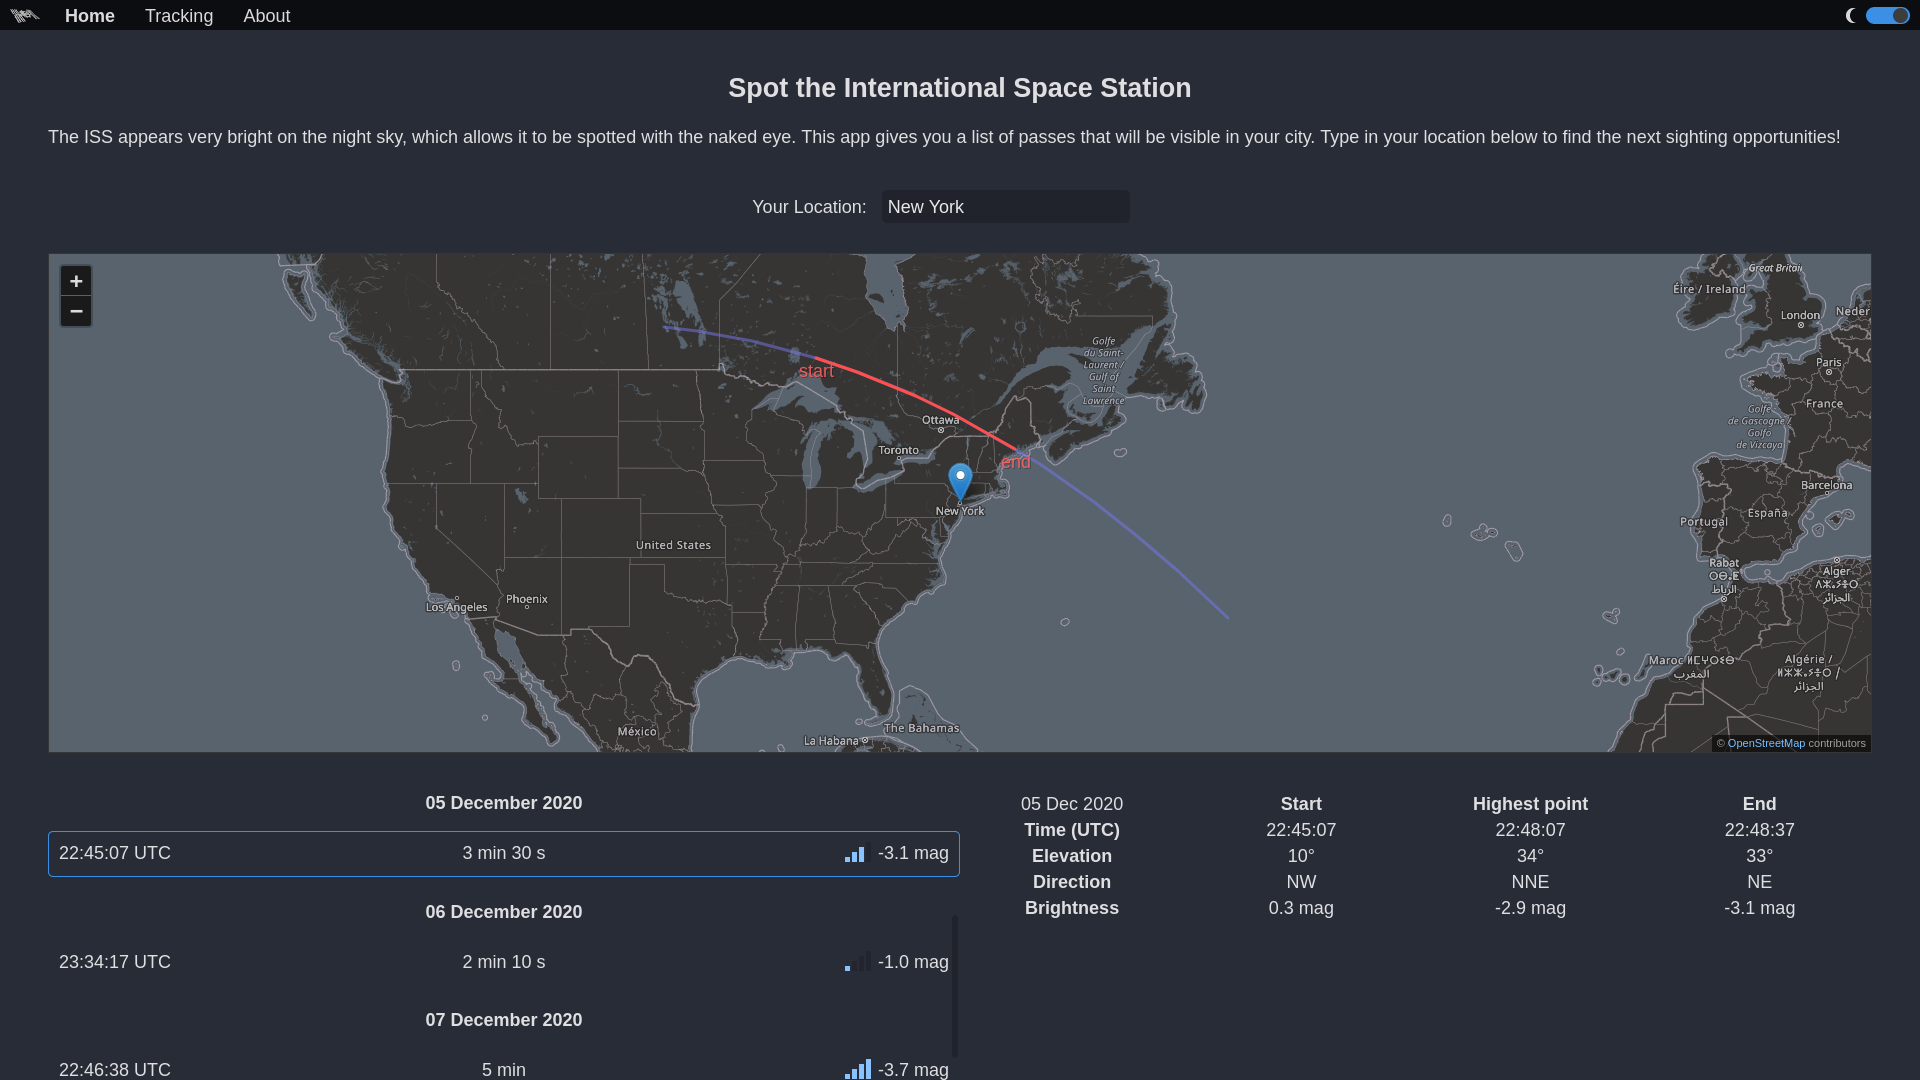 Home Tracking About
Spot the International Space Station
The ISS appears very bright on the night sky, which allows it to be spotted with the naked eye. This app gives you a list of passes that will be visible in your city. Type in your location below to find the next sighting opportunities!
Your Location: New York
+
−
Great Britain
Éire / Ireland
London
Neder
Golfe
du Saint-
Laurent /
Gulf of
Saint
Lawrence
Paris
start
France
Golfe
de Gascogne /
Golfo
de Vizcaya
Ottawa
Toronto
end
Barcelona
New York
España
Portugal
United States
Rabat
ⵔⴱⴰⵟ
الرباط
Alger
الجزائر
Phoenix
Los Angeles
Maroc ⵍⵎⵖⵔⵉⴱ
المغرب
Algérie /
الجزائر
México
The Bahamas
La Habana
© OpenStreetMap contributors
05 December 2020
22:45:07 UTC 3 min 30 s -3.1 mag
06 December 2020
23:34:17 UTC 2 min 10 s -1.0 mag
07 December 2020
22:46:38 UTC 5 min -3.7 mag
05 Dec 2020 Start Highest point End
Time (UTC) 22:45:07 22:48:07 22:48:37
Elevation 10° 34° 33°
Direction NW NNE NE
Brightness 0.3 mag -2.9 mag -3.1 mag